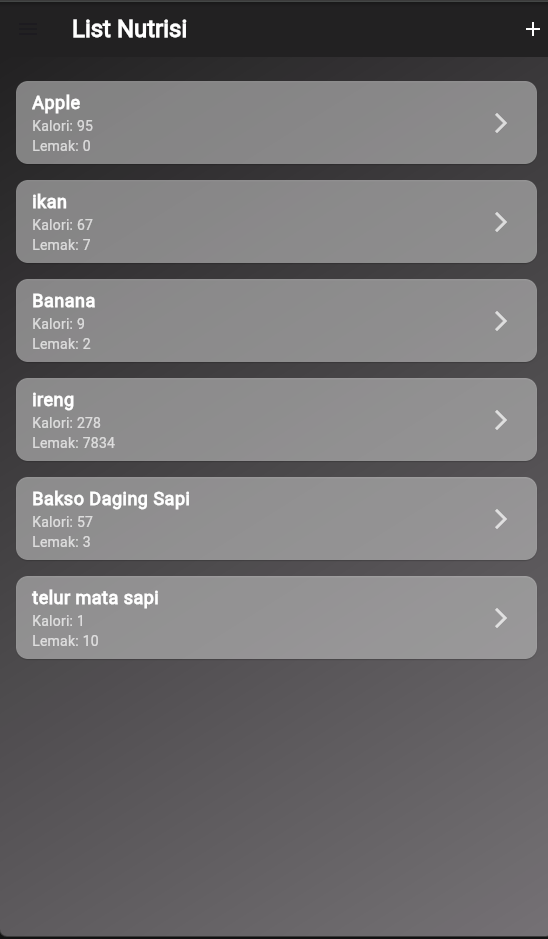 List Nutrisi
Apple
Kalori: 95
Lemak: 0
ikan
Kalori: 67
Lemak: 7
Banana
Kalori: 9
Lemak: 2
ireng
Kalori: 278
Lemak: 7834
Bakso Daging Sapi
Kalori: 57
Lemak: 3
telur mata sapi
Kalori: 1
Lemak: 10